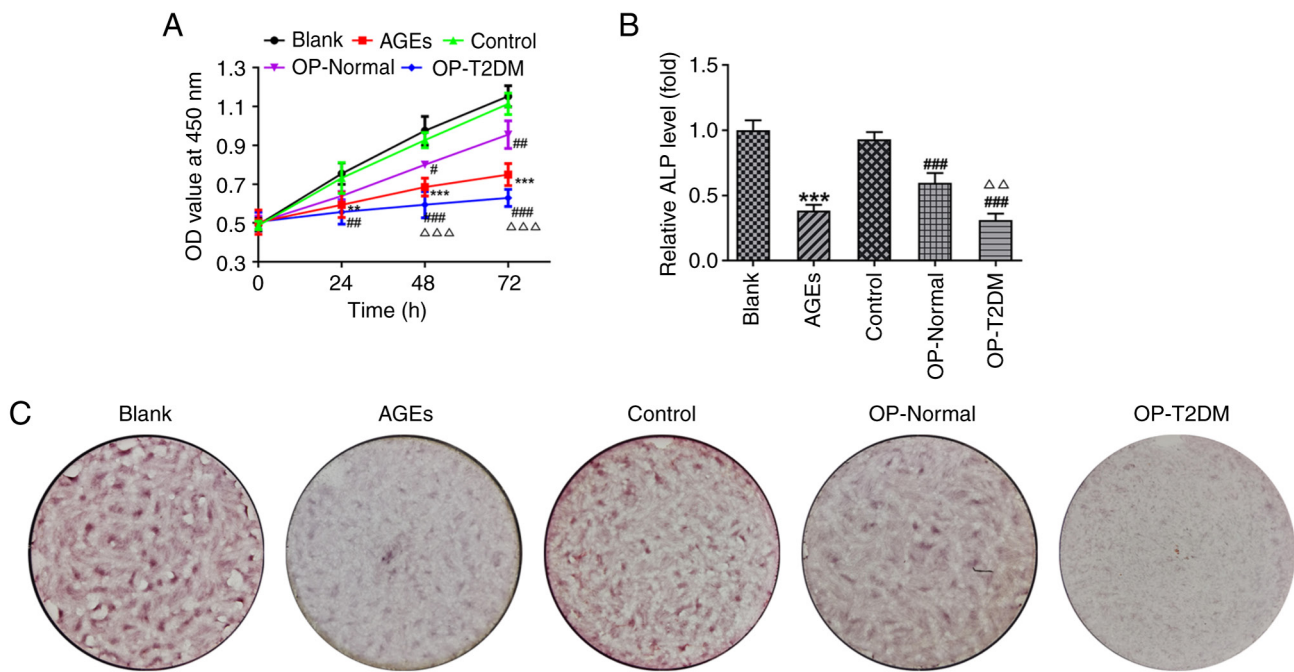 A
Blank AGEs Control
OP-Normal OP-T2DM
OD value at 450 nm
1.3
1.1
0.9
0.7
0.5
0.3
0 24 48 72
Time (h)
**
##
#
***
###
△△△
##
***
###
△△△
B
Relative ALP level (fold)
1.5
1.0
0.5
0.0
***
###
△△
###
Blank
AGEs
Control
OP-Normal
OP-T2DM
C
Blank AGEs Control OP-Normal OP-T2DM